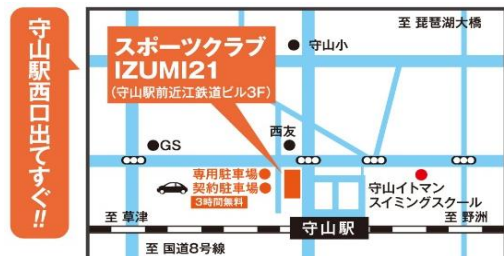 守山駅西口出てすぐ!!
至 琵琶湖大橋
スポーツクラブ
IZUMI21
(守山駅前近江鉄道ビル3F)
守山小
西友
GS
専用駐車場
契約駐車場
3時間無料
守山イトマン
スイミングスクール
至 草津
守山駅
至 野洲
至 国道8号線